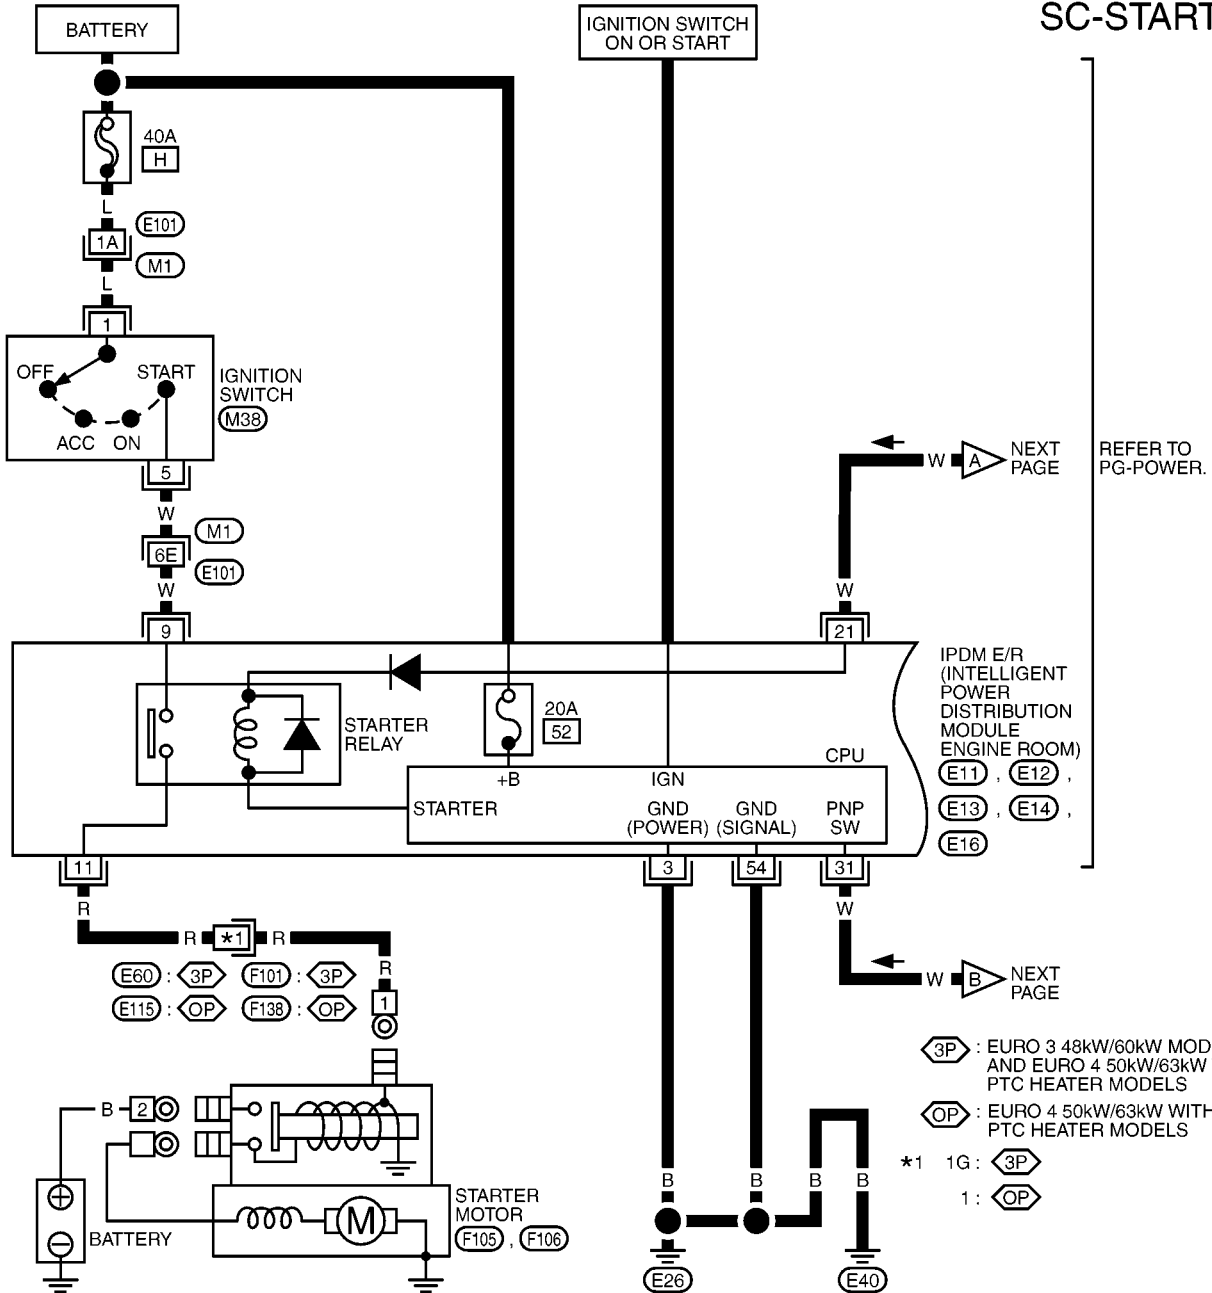 SC-START
BATTERY
IGNITION SWITCH
ON OR START
40A
H
L
E101
1A
M1
L
1
OFF
START
ACC
ON
IGNITION
SWITCH
M38
5
W
M1
6E
E101
W
9
W
A
NEXT
PAGE
REFER TO
PG-POWER.
W
21
STARTER
RELAY
20A
52
CPU
+B
IGN
STARTER
GND
(POWER)
GND
(SIGNAL)
PNP
SW
IPDM E/R
(INTELLIGENT
POWER
DISTRIBUTION
MODULE
ENGINE ROOM)
E11 , E12 ,
E13 , E14 ,
E16
11
3
54
31
R
W
R
*1
R
R
E60 : 3P F101 : 3P
E115 : OP F138 : OP
1
W
B
NEXT
PAGE
3P : EURO 3 48kW/60kW MOD
AND EURO 4 50kW/63kW
PTC HEATER MODELS
OP : EURO 4 50kW/63kW WITH
PTC HEATER MODELS
*1 1G : 3P
1 : OP
B
2
BATTERY
M
STARTER
MOTOR
F105 , F106
B
B
B
B
E26
E40